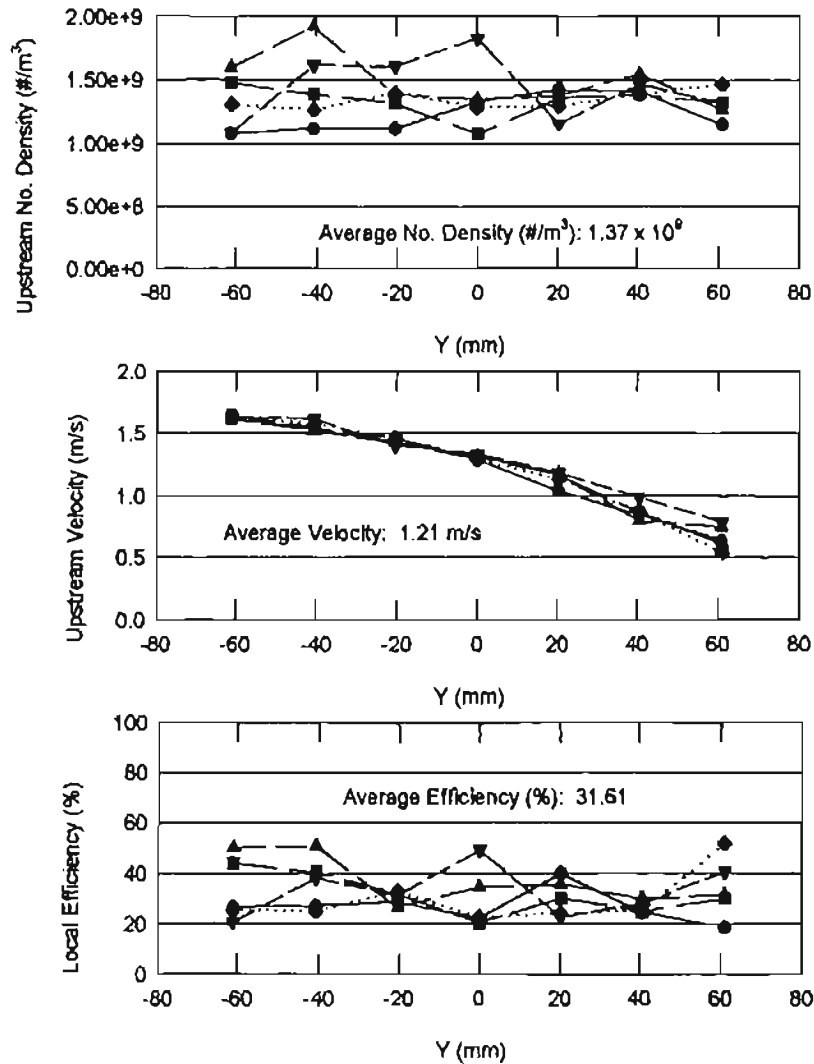 Upstream No. Density (#/m³)
2.00e+9
1.50e+9
1.00e+9
5.00e+8
0.00e+0
Average No. Density (#/m³): 1.37 x 10⁹
-80 -60 -40 -20 0 20 40 60 80
Y (mm)
Upstream Velocity (m/s)
2.0
1.5
1.0
0.5
0.0
Average Velocity: 1.21 m/s
-80 -60 -40 -20 0 20 40 60 80
Y (mm)
Local Efficiency (%)
100
80
60
40
20
0
Average Efficiency (%): 31.61
-80 -60 -40 -20 0 20 40 60 80
Y (mm)